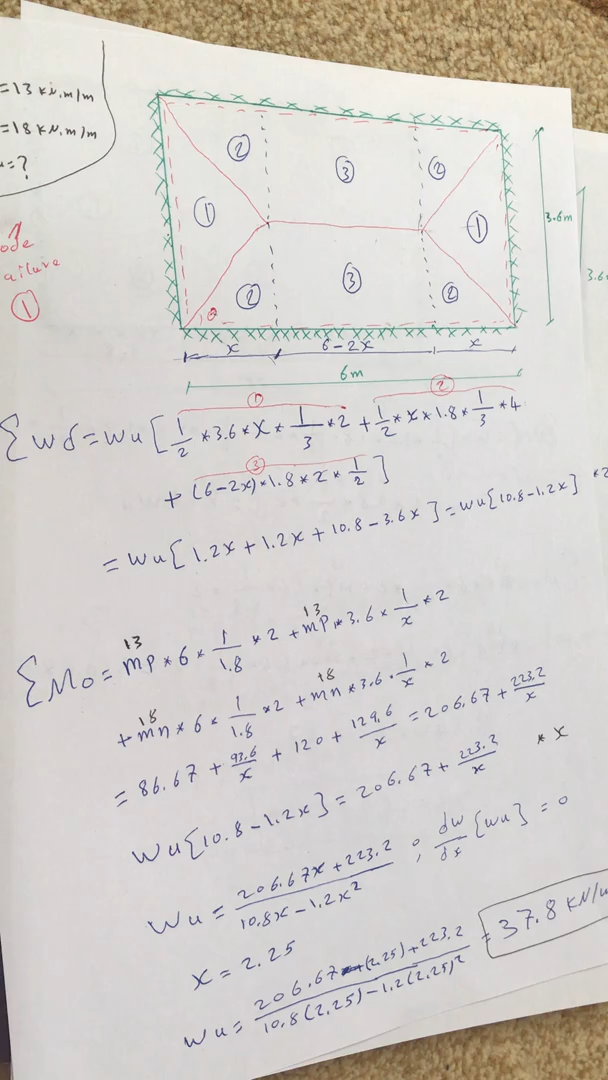 =13 kN.m/m
=18 kN.m/m
=?
ode
ailure
①
② ③ ②
① ①
② ③ ②
θ
3.6m
3.6
x 6-2x x
6m
① ②
ΣWδ = Wu[1/2 * 3.6 * x * 1/3 * 2 + 1/2 * x * 1.8 * 1/3 * 4
③
+ (6-2x) * 1.8 * 2 * 1/2]
= Wu[1.2x + 1.2x + 10.8 - 3.6x] = Wu[10.8 - 1.2x] *2
13 13
ΣMθ = mp * 6 * 1/1.8 * 2 + mp * 3.6 * 1/x * 2
18 18
+ mn * 6 * 1/1.8 * 2 + mn * 3.6 * 1/x * 2
= 86.67 + 93.6/x + 120 + 129.6/x = 206.67 + 223.2/x
Wu[10.8 - 1.2x] = 206.67 + 223.2/x * x
Wu = (206.67x + 223.2)/(10.8x - 1.2x²) ; dw/dx [Wu] = 0
x = 2.25
Wu = (206.67 (2.25) + 223.2)/(10.8(2.25) - 1.2(2.25)²) = 37.8 kN/m